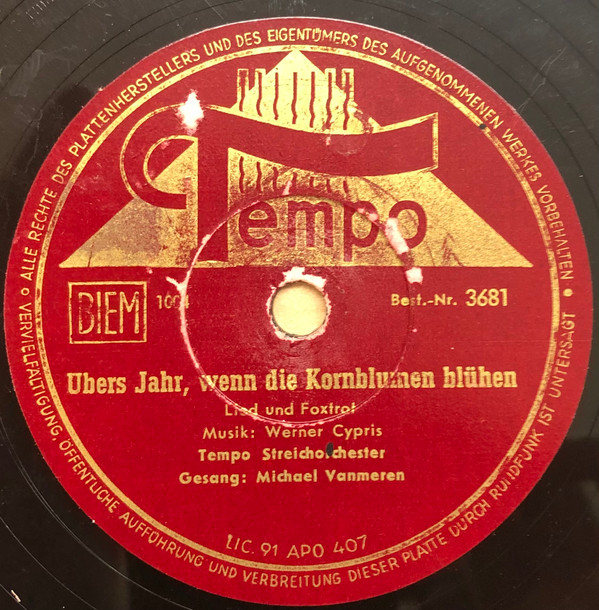 • ALLE RECHTE DES PLATTENHERSTELLERS UND DES EIGENTÜMERS DES AUFGENOMMENEN WERKES VORBEHALTEN •
VERVIELFÄLTIGUNG, ÖFFENTLICHE AUFFÜHRUNG UND VERBREITUNG DIESER PLATTE DURCH RUNDFUNK IST UNTERSAGT
Tempo
BIEM 1004 Best.-Nr. 3681
Übers Jahr, wenn die Kornblumen blühen
Lied und Foxtrot
Musik: Werner Cypris
Tempo Streichorchester
Gesang: Michael Vanmeren
LIC. 91 APO 407